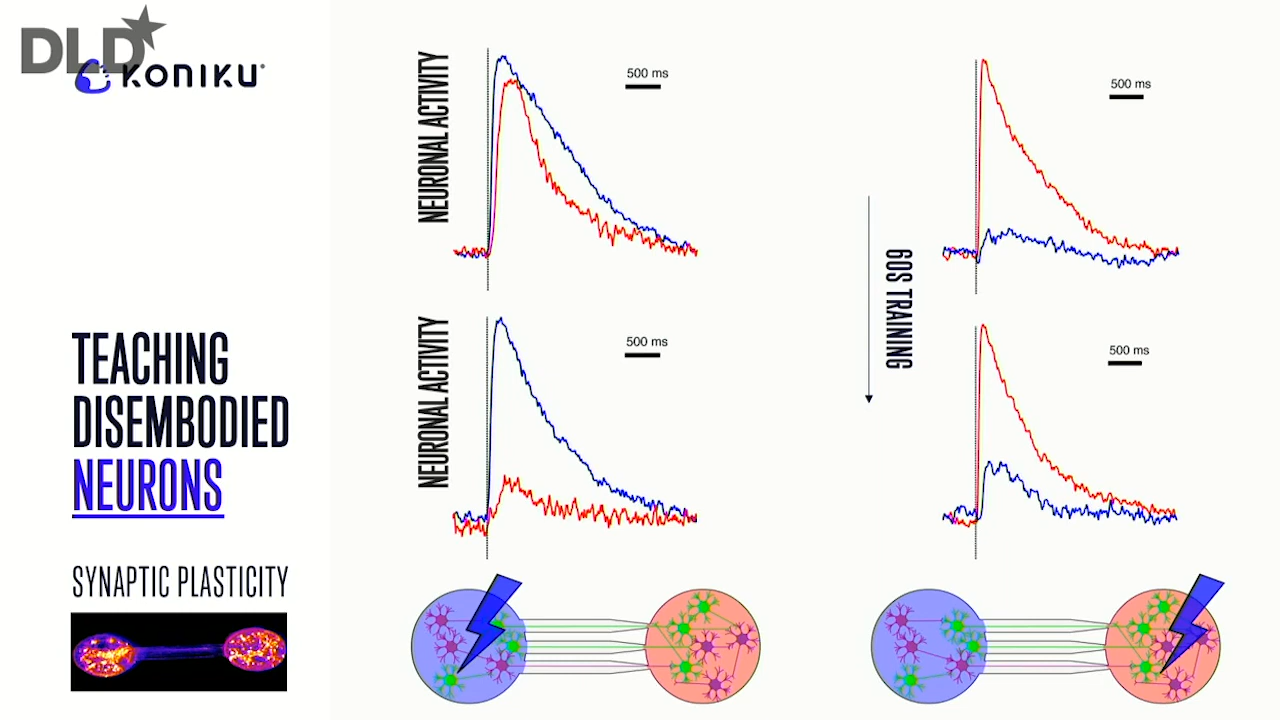 DLD
KONIKU
TEACHING
DISEMBODIED
NEURONS
SYNAPTIC PLASTICITY
NEURONAL ACTIVITY
500 ms
500 ms
60S TRAINING
NEURONAL ACTIVITY
500 ms
500 ms